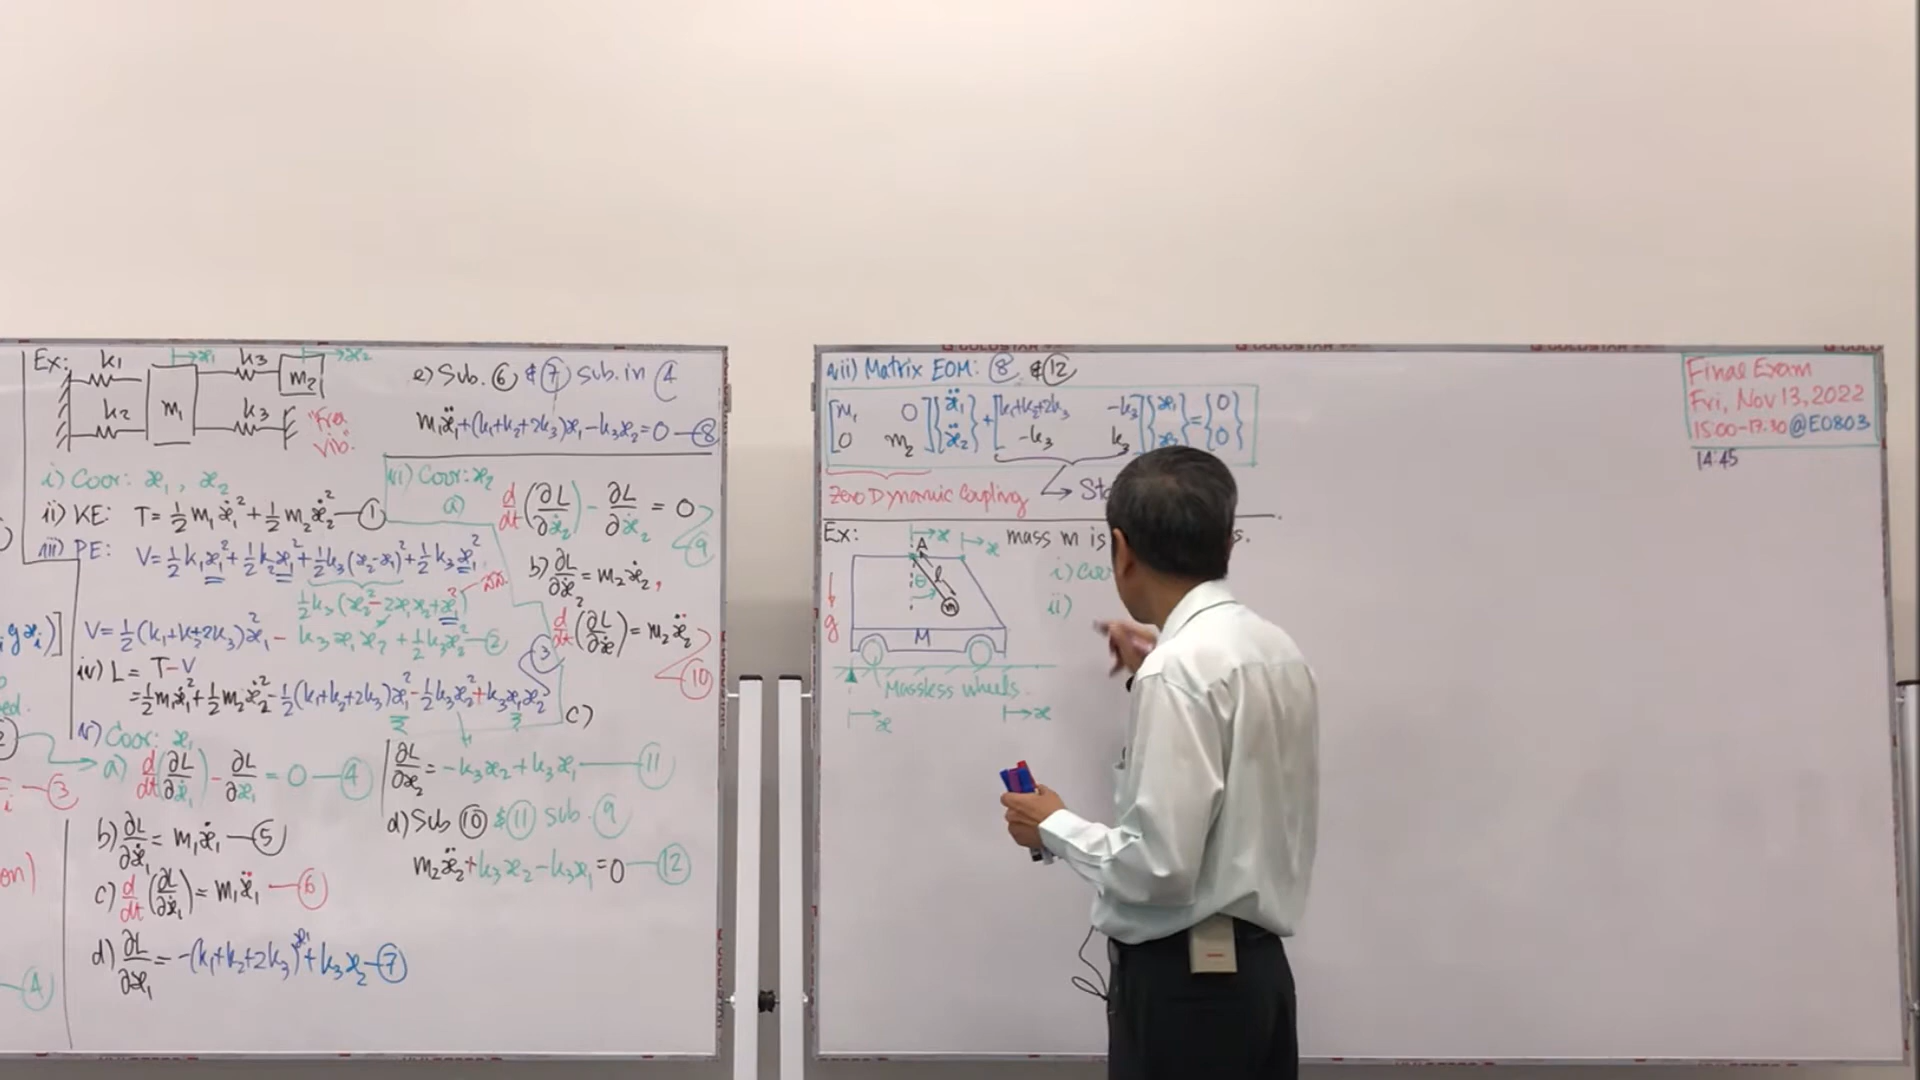 Ex: k₁ x₁ k₃ x₂
m₁ m₂
k₂ k₃
Vib.
i) Coor: x₁, x₂
ii) KE: T = ½m₁ẋ₁² + ½m₂ẋ₂² — ①
iii) PE: V = ½k₁x₁² + ½k₂x₁² + ½k₃(x₂-x₁)² + ½k₃x₁²
½k₃(x₂²-2x₁x₂+x₁²)
V = ½(k₁+k₂+2k₃)x₁² - k₃x₁x₂ + ½k₃x₂² — ②
iv) L = T-V
= ½m₁ẋ₁² + ½m₂ẋ₂² - ½(k₁+k₂+2k₃)x₁² - ½k₃x₂² + k₃x₁x₂
③
v) Coor: x₁
a) d/dt(∂L/∂ẋ₁) - ∂L/∂x₁ = 0 — ④
b) ∂L/∂ẋ₁ = m₁ẋ₁ — ⑤
c) d/dt(∂L/∂ẋ₁) = m₁ẍ₁ — ⑥
d) ∂L/∂x₁ = -(k₁+k₂+2k₃)x₁ + k₃x₂ — ⑦
g xᵢ)]
③
on)
④
e) Sub. ⑥ & ⑦ Sub. in ④
m₁ẍ₁+(k₁+k₂+2k₃)x₁-k₃x₂=0 — ⑧
vi) Coor: x₂
a) d/dt(∂L/∂ẋ₂) - ∂L/∂x₂ = 0
⑨
b) ∂L/∂ẋ₂ = m₂ẋ₂,
d/dt(∂L/∂ẋ) = m₂ẍ₂
⑩
c)
∂L/∂x₂ = -k₃x₂ + k₃x₁ — ⑪
d) Sub ⑩ & ⑪ Sub. ⑨
m₂ẍ₂+k₃x₂-k₃x₁=0 — ⑫
vii) Matrix EOM: ⑧ & ⑫
[m₁ 0]{ẍ₁} + [k₁+k₂+2k₃ -k₃]{x₁} = {0}
[0 m₂]{ẍ₂} [-k₃ k₃]{x₂} {0}
Zero Dynamic Coupling
Ex: A x x mass m is
i)
ii)
θ l m
g
M
Massless wheels.
x x
Final Exam
Fri, Nov 13, 2022
15:00-17:30 @E0803
14:45